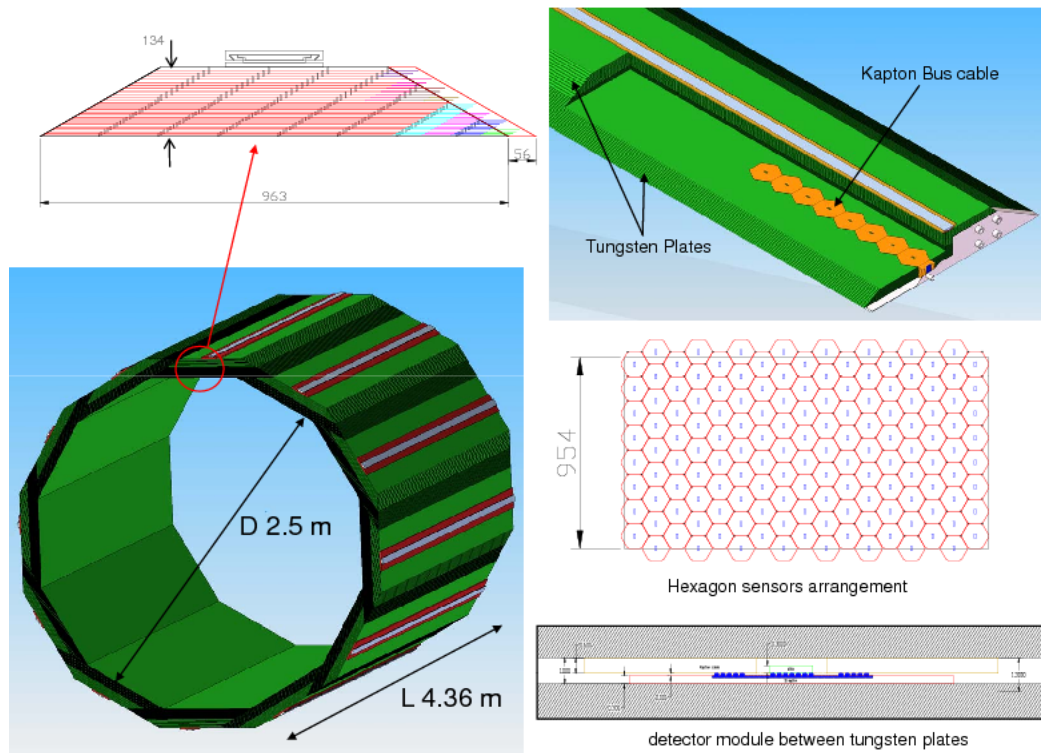 134
56
963
Kapton Bus cable
Tungsten Plates
D 2.5 m
L 4.36 m
954
Hexagon sensors arrangement
detector module between tungsten plates